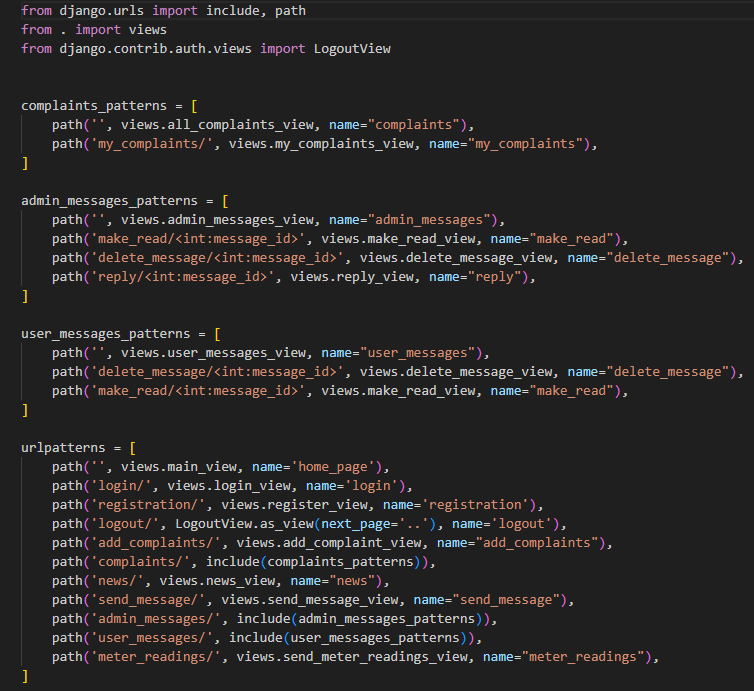 from django.urls import include, path
from . import views
from django.contrib.auth.views import LogoutView
complaints_patterns = [
    path('', views.all_complaints_view, name="complaints"),
    path('my_complaints/', views.my_complaints_view, name="my_complaints"),
]
admin_messages_patterns = [
    path('', views.admin_messages_view, name="admin_messages"),
    path('make_read/<int:message_id>', views.make_read_view, name="make_read"),
    path('delete_message/<int:message_id>', views.delete_message_view, name="delete_message"),
    path('reply/<int:message_id>', views.reply_view, name="reply"),
]
user_messages_patterns = [
    path('', views.user_messages_view, name="user_messages"),
    path('delete_message/<int:message_id>', views.delete_message_view, name="delete_message"),
    path('make_read/<int:message_id>', views.make_read_view, name="make_read"),
]
urlpatterns = [
    path('', views.main_view, name='home_page'),
    path('login/', views.login_view, name='login'),
    path('registration/', views.register_view, name='registration'),
    path('logout/', LogoutView.as_view(next_page='..'), name='logout'),
    path('add_complaints/', views.add_complaint_view, name="add_complaints"),
    path('complaints/', include(complaints_patterns)),
    path('news/', views.news_view, name="news"),
    path('send_message/', views.send_message_view, name="send_message"),
    path('admin_messages/', include(admin_messages_patterns)),
    path('user_messages/', include(user_messages_patterns)),
    path('meter_readings/', views.send_meter_readings_view, name="meter_readings"),
]